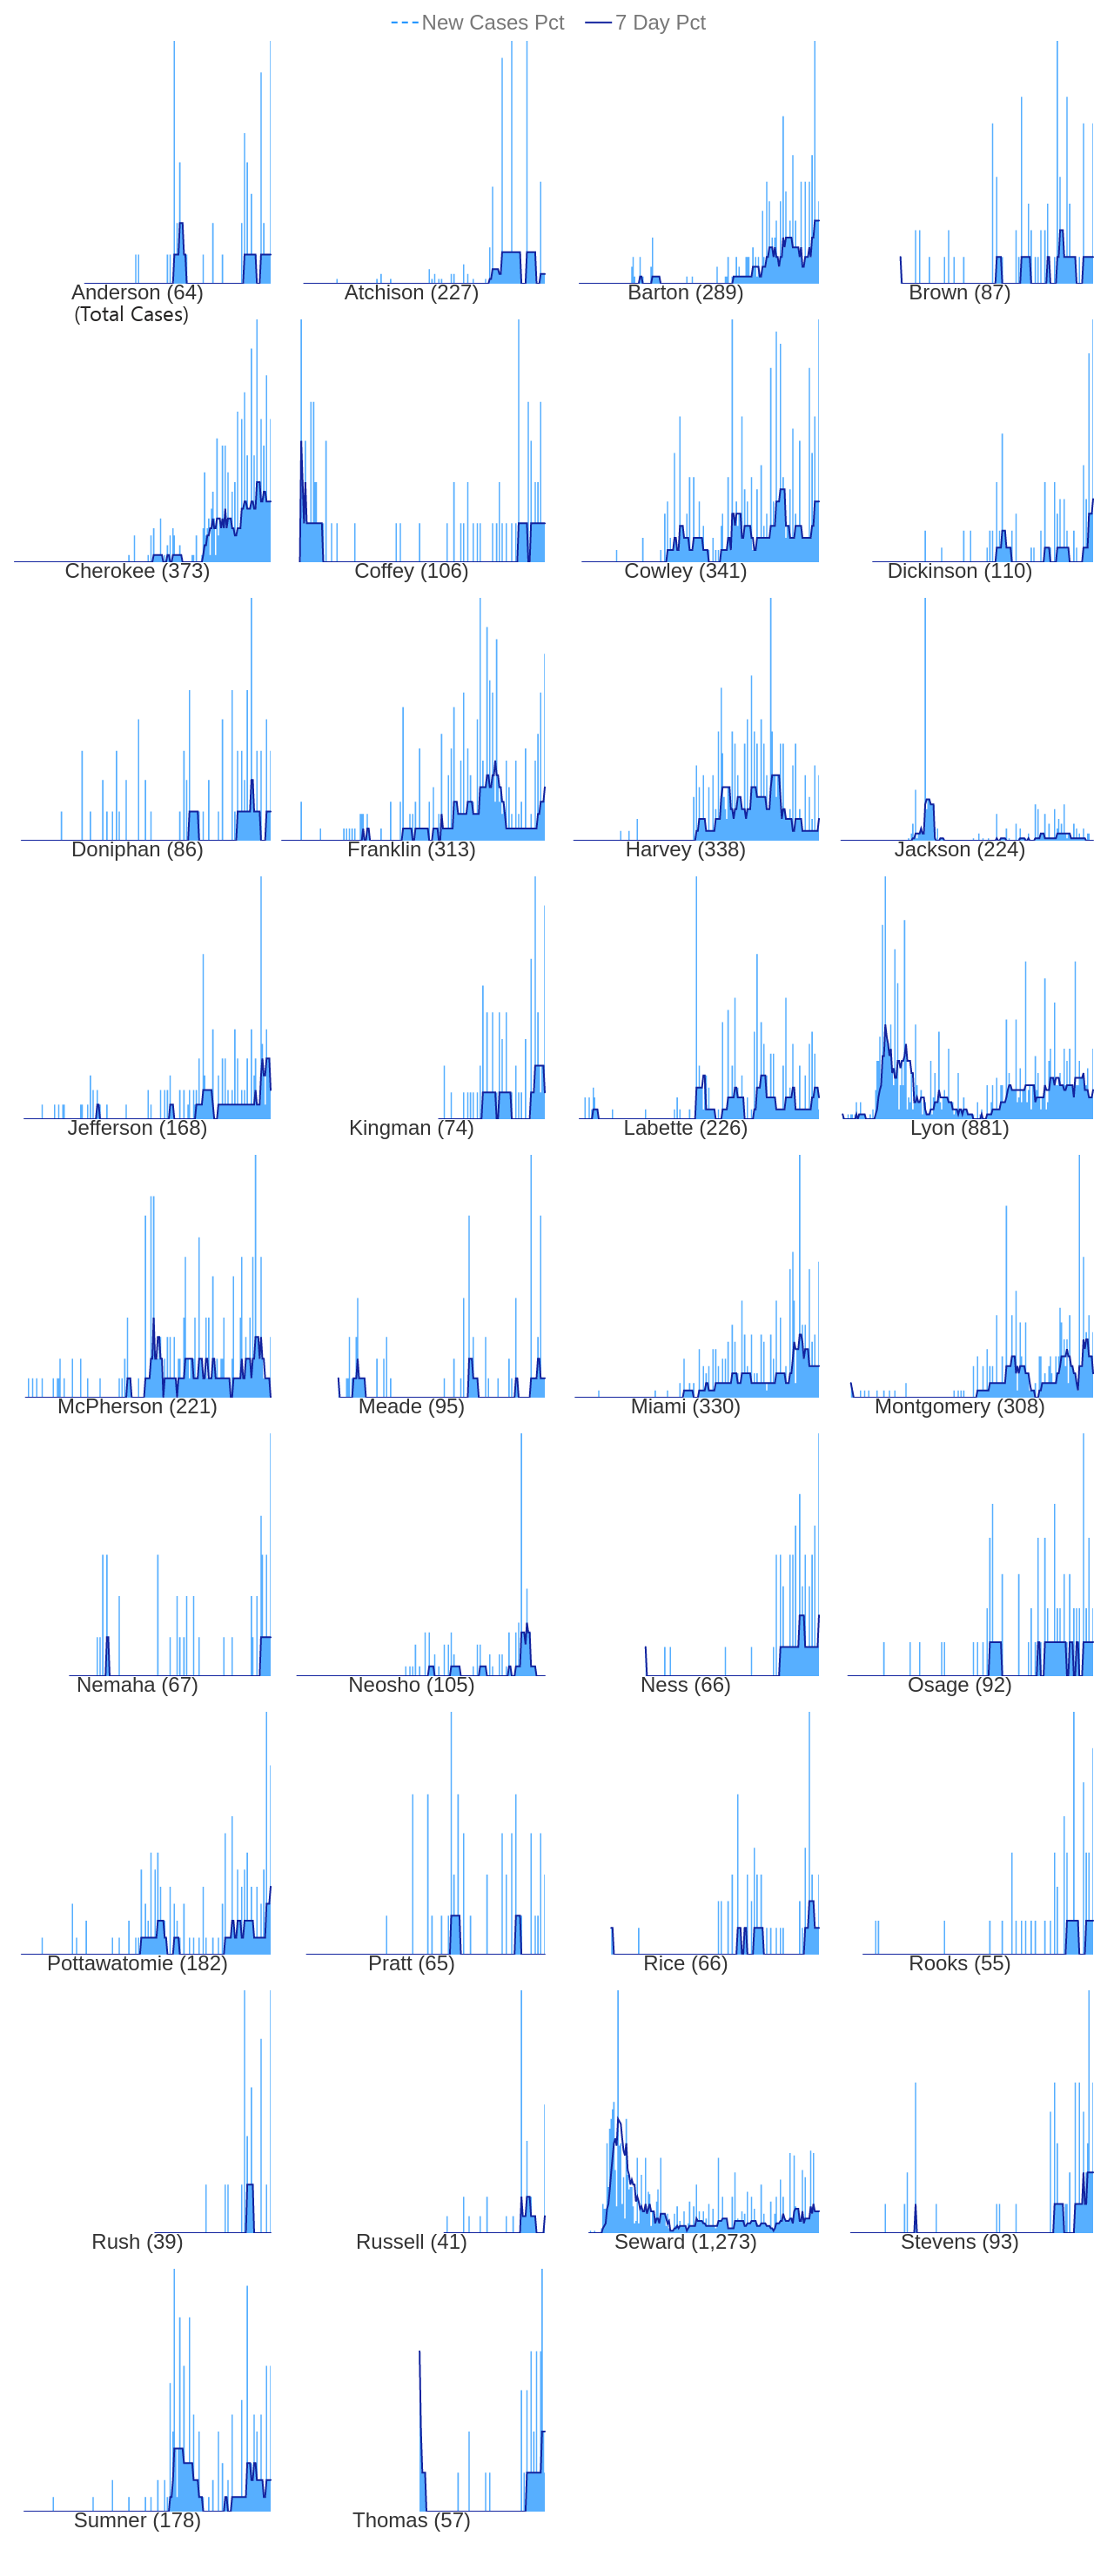 New Cases Pct 7 Day Pct
Anderson (64) Atchison (227) Barton (289) Brown (87)
(Total Cases)
Cherokee (373) Coffey (106) Cowley (341) Dickinson (110)
Doniphan (86) Franklin (313) Harvey (338) Jackson (224)
Jefferson (168) Kingman (74) Labette (226) Lyon (881)
McPherson (221) Meade (95) Miami (330) Montgomery (308)
Nemaha (67) Neosho (105) Ness (66) Osage (92)
Pottawatomie (182) Pratt (65) Rice (66) Rooks (55)
Rush (39) Russell (41) Seward (1,273) Stevens (93)
Sumner (178) Thomas (57)